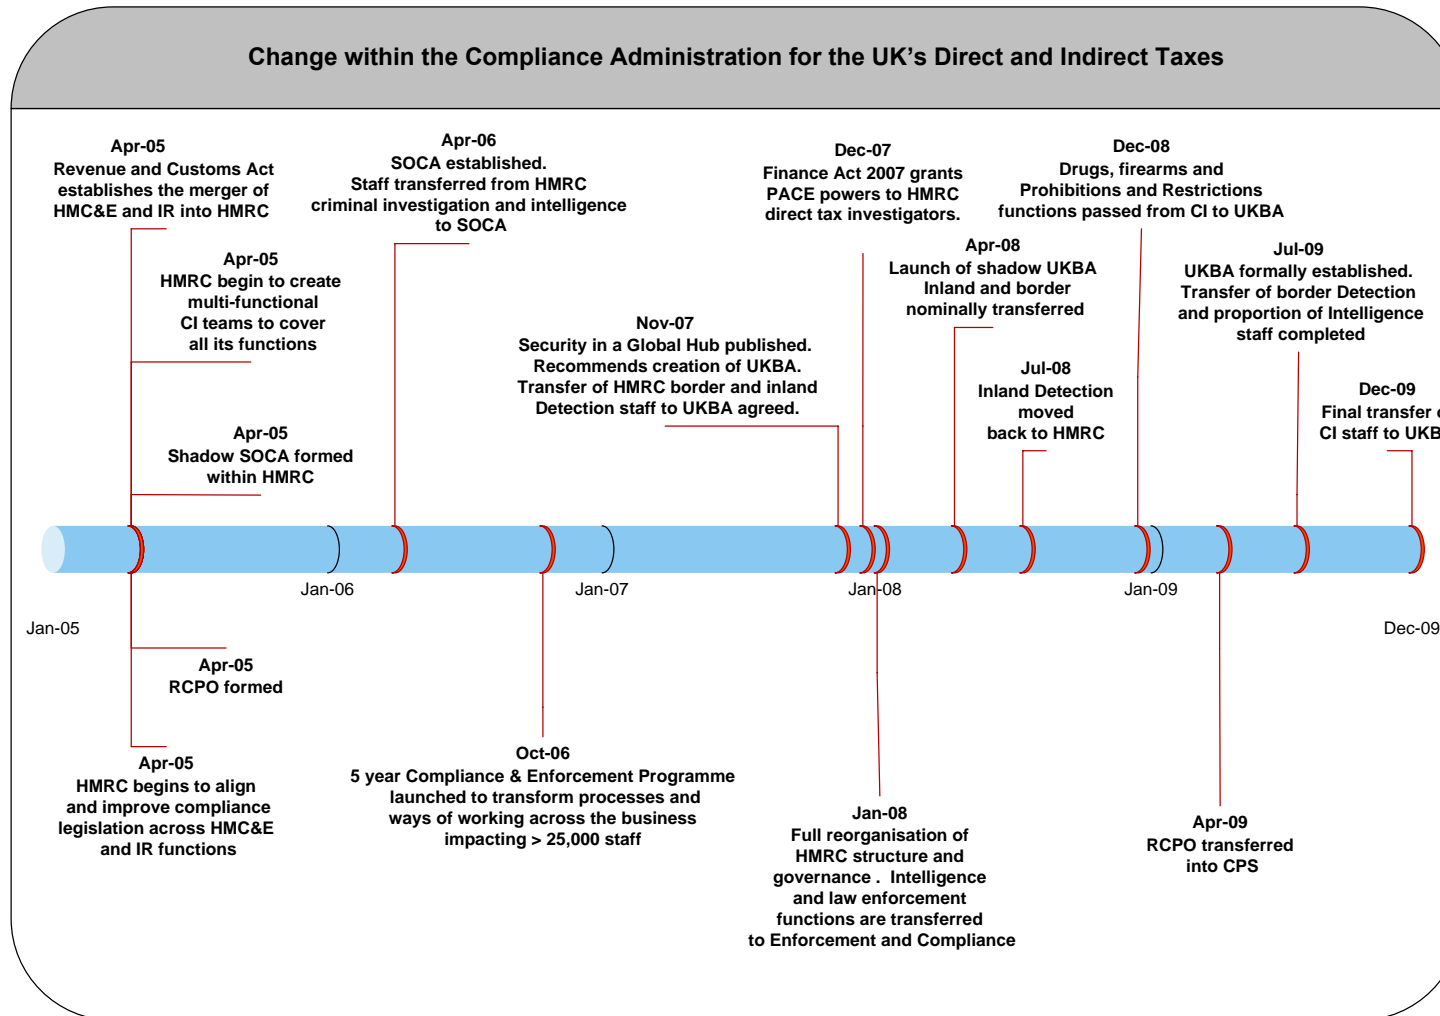 Change within the Compliance Administration for the UK's Direct and Indirect Taxes
Apr-05
Revenue and Customs Act
establishes the merger of
HMC&E and IR into HMRC
Apr-05
HMRC begin to create
multi-functional
CI teams to cover
all its functions
Apr-05
Shadow SOCA formed
within HMRC
Apr-06
SOCA established.
Staff transferred from HMRC
criminal investigation and intelligence
to SOCA
Nov-07
Security in a Global Hub published.
Recommends creation of UKBA.
Transfer of HMRC border and inland
Detection staff to UKBA agreed.
Dec-07
Finance Act 2007 grants
PACE powers to HMRC
direct tax investigators.
Apr-08
Launch of shadow UKBA
Inland and border
nominally transferred
Jul-08
Inland Detection
moved
back to HMRC
Dec-08
Drugs, firearms and
Prohibitions and Restrictions
functions passed from CI to UKBA
Jul-09
UKBA formally established.
Transfer of border Detection
and proportion of Intelligence
staff completed
Dec-09
Final transfer
CI staff to
Jan-05
Jan-06
Jan-07
Jan-08
Jan-09
Dec-09
Apr-05
RCPO formed
Apr-05
HMRC begins to align
and improve compliance
legislation across HMC&E
and IR functions
Oct-06
5 year Compliance & Enforcement Programme
launched to transform processes and
ways of working across the business
impacting > 25,000 staff
Jan-08
Full reorganisation of
HMRC structure and
governance . Intelligence
and law enforcement
functions are transferred
to Enforcement and Compliance
Apr-09
RCPO transferred
into CPS